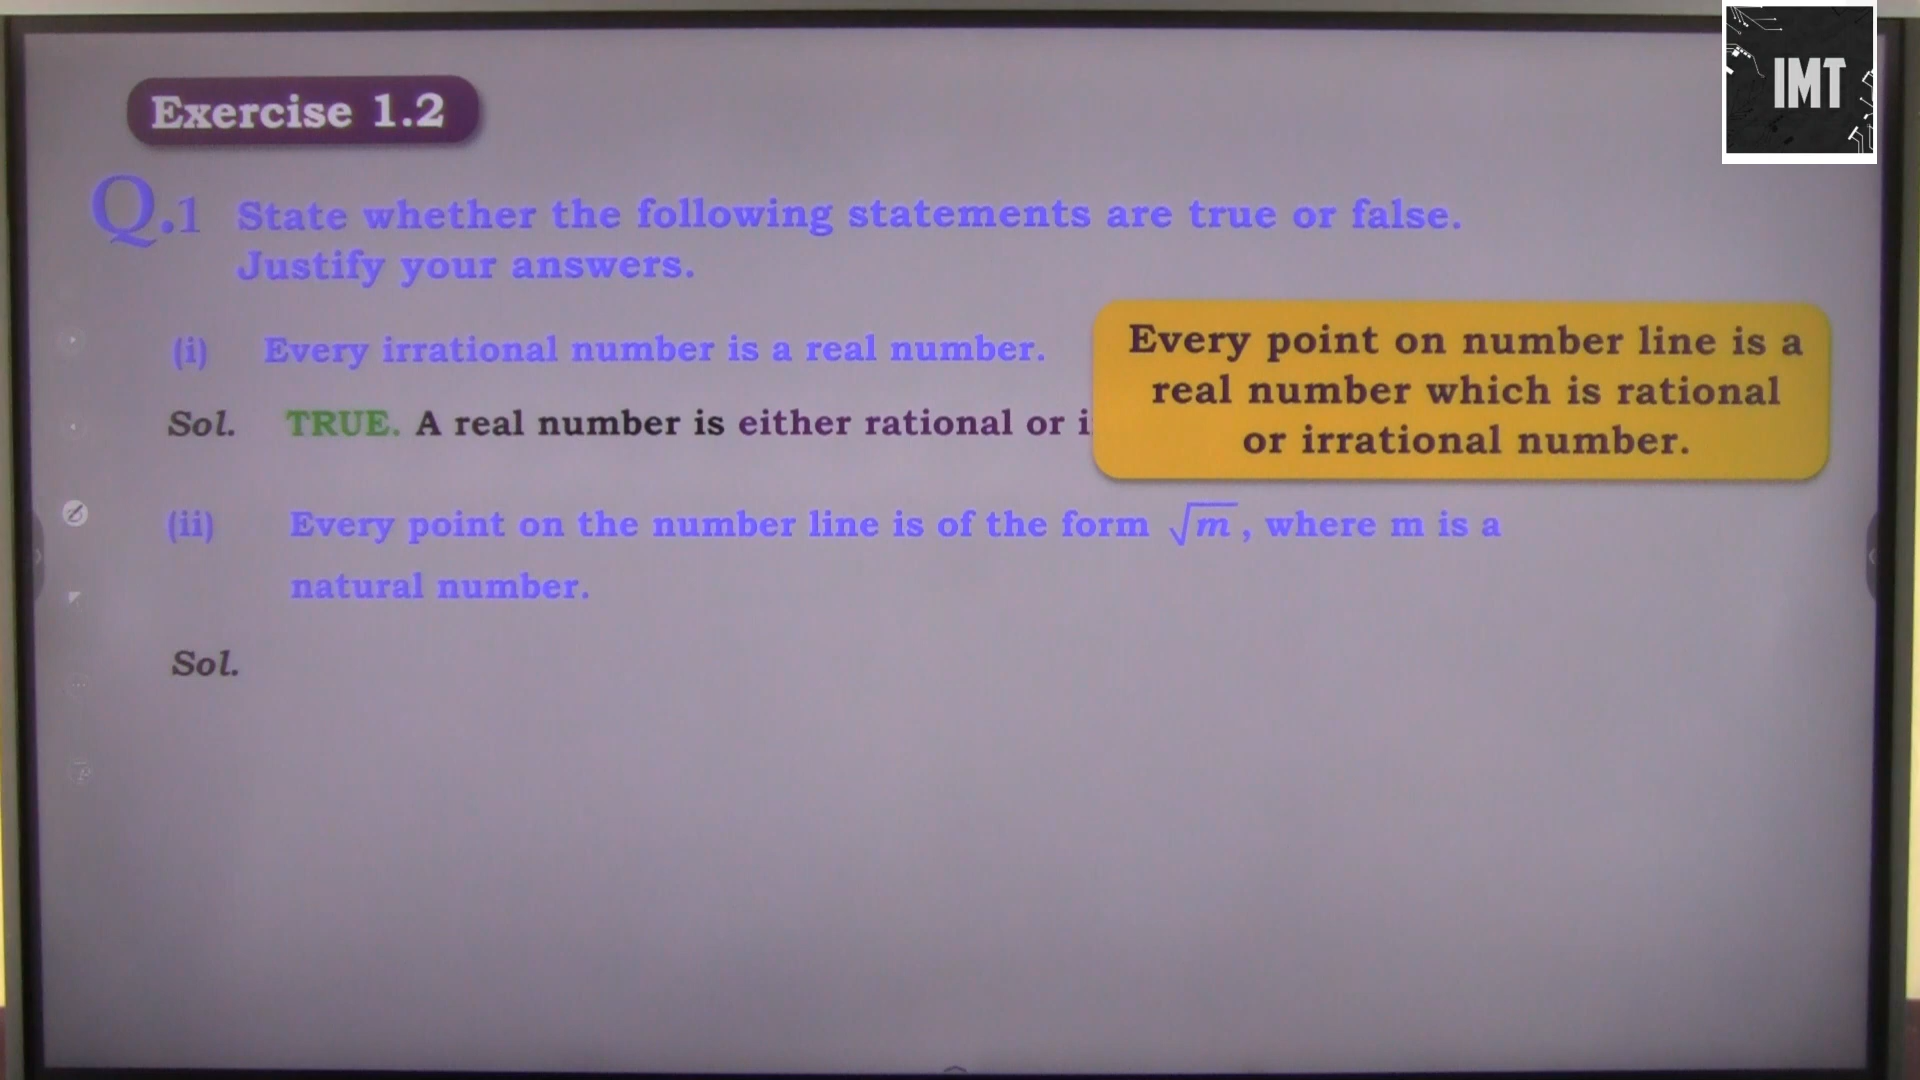 IMT
Exercise 1.2
Q.1 State whether the following statements are true or false.
Justify your answers.
(i) Every irrational number is a real number.
Sol. TRUE. A real number is either rational or i
Every point on number line is a
real number which is rational
or irrational number.
(ii) Every point on the number line is of the form √m, where m is a
natural number.
Sol.